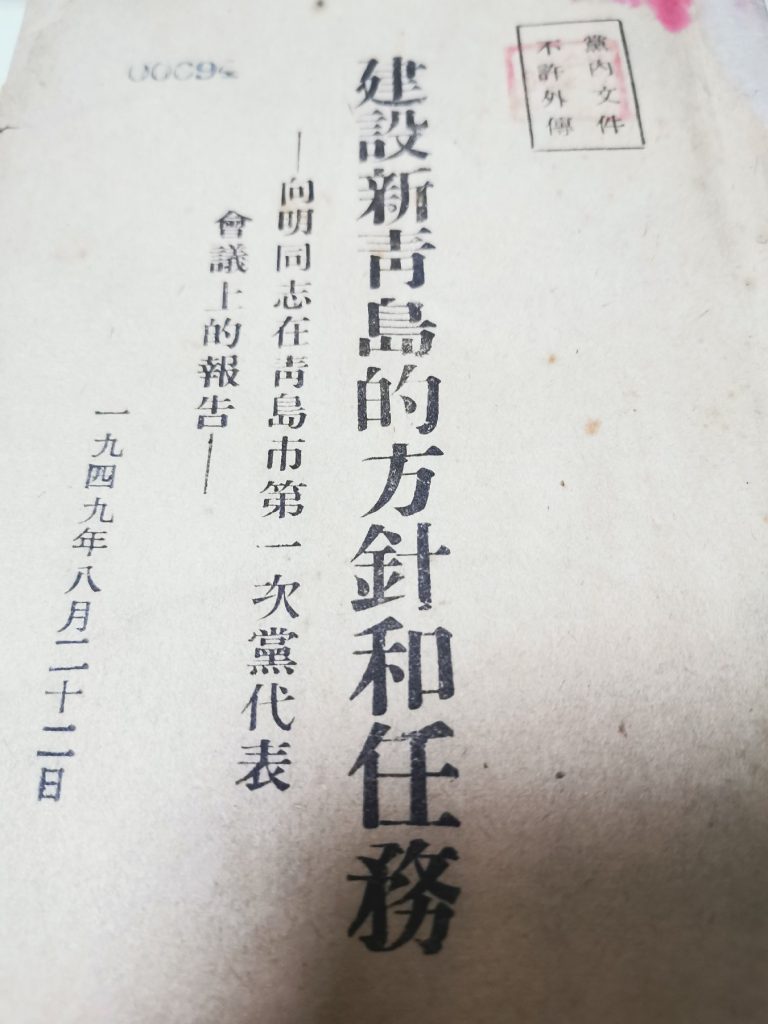 黨內文件
不許外傳
建設新青島的方針和任務
—向明同志在青島市第一次黨代表
會議上的報告—
一九四九年八月二十二日